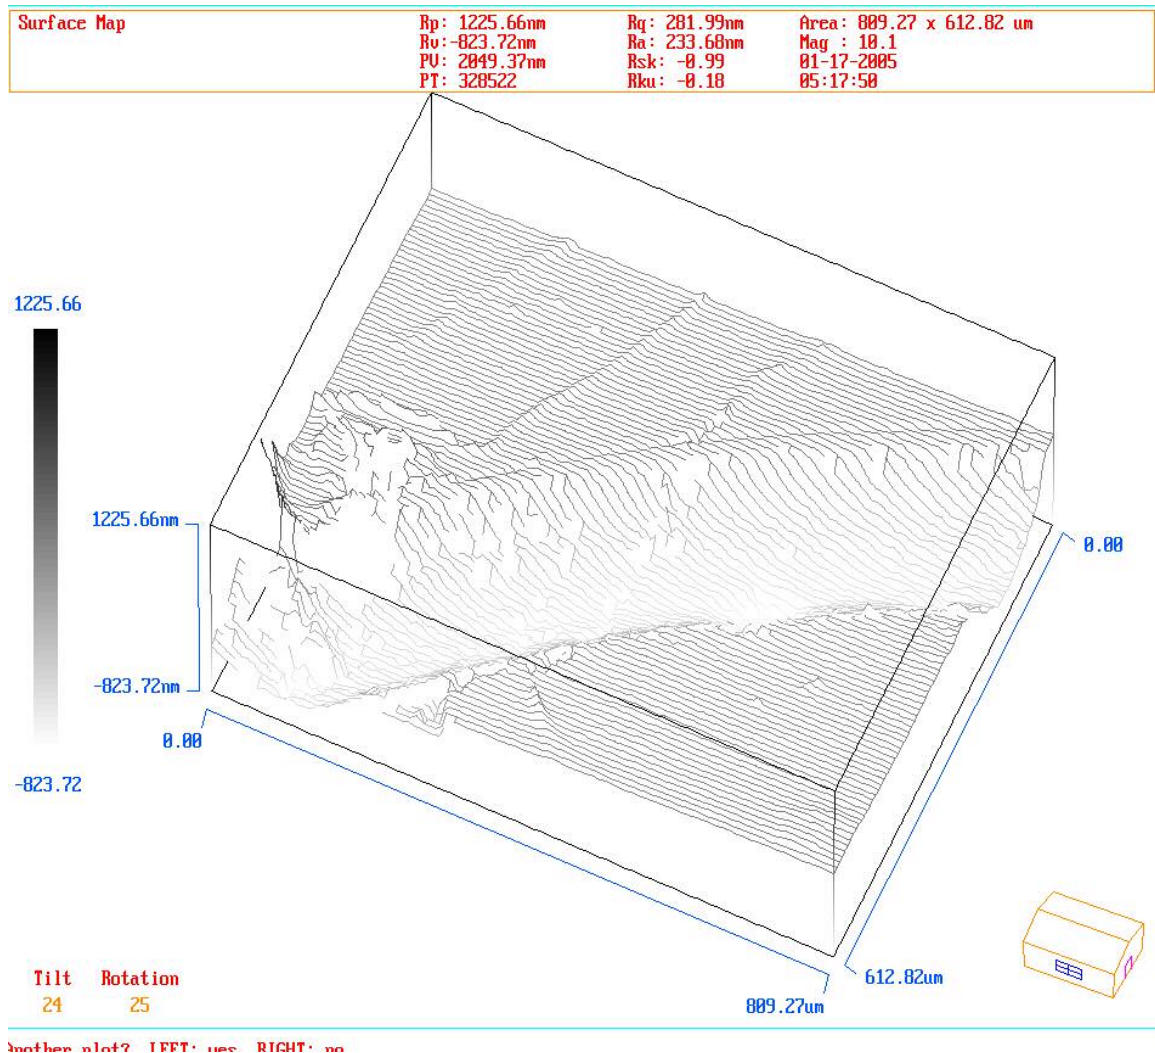 Surface Map Rp: 1225.66nm Rq: 281.99nm Area: 809.27 x 612.82 um
Rv:-823.72nm Ra: 233.68nm Mag : 10.1
PV: 2049.37nm Rsk: -0.99 01-17-2005
PT: 328522 Rku: -0.18 05:17:50
1225.66
1225.66nm
0.00
-823.72nm
0.00
-823.72
612.82um
809.27um
Tilt Rotation
24 25
Another plot? LEFT: yes RIGHT: no